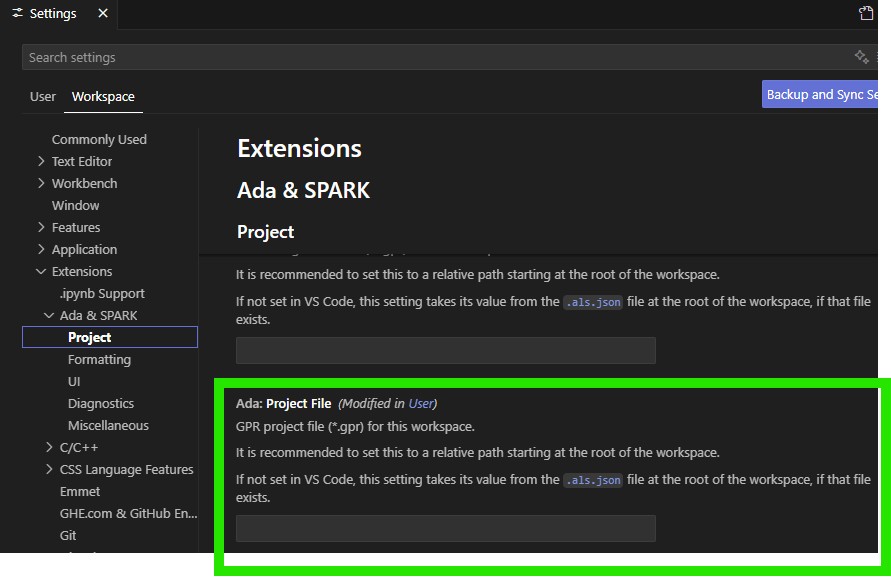 Settings
Search settings
User
Workspace
Backup and Sync Se
Commonly Used
Text Editor
Workbench
Window
Features
Application
Extensions
.ipynb Support
Ada & SPARK
Project
Formatting
UI
Diagnostics
Miscellaneous
C/C++
CSS Language Features
Emmet
GHE.com & GitHub En...
Git
Extensions
Ada & SPARK
Project
It is recommended to set this to a relative path starting at the root of the workspace.
If not set in VS Code, this setting takes its value from the .als.json file at the root of the workspace, if that file
exists.
Ada: Project File (Modified in User)
GPR project file (*.gpr) for this workspace.
It is recommended to set this to a relative path starting at the root of the workspace.
If not set in VS Code, this setting takes its value from the .als.json file at the root of the workspace, if that file
exists.